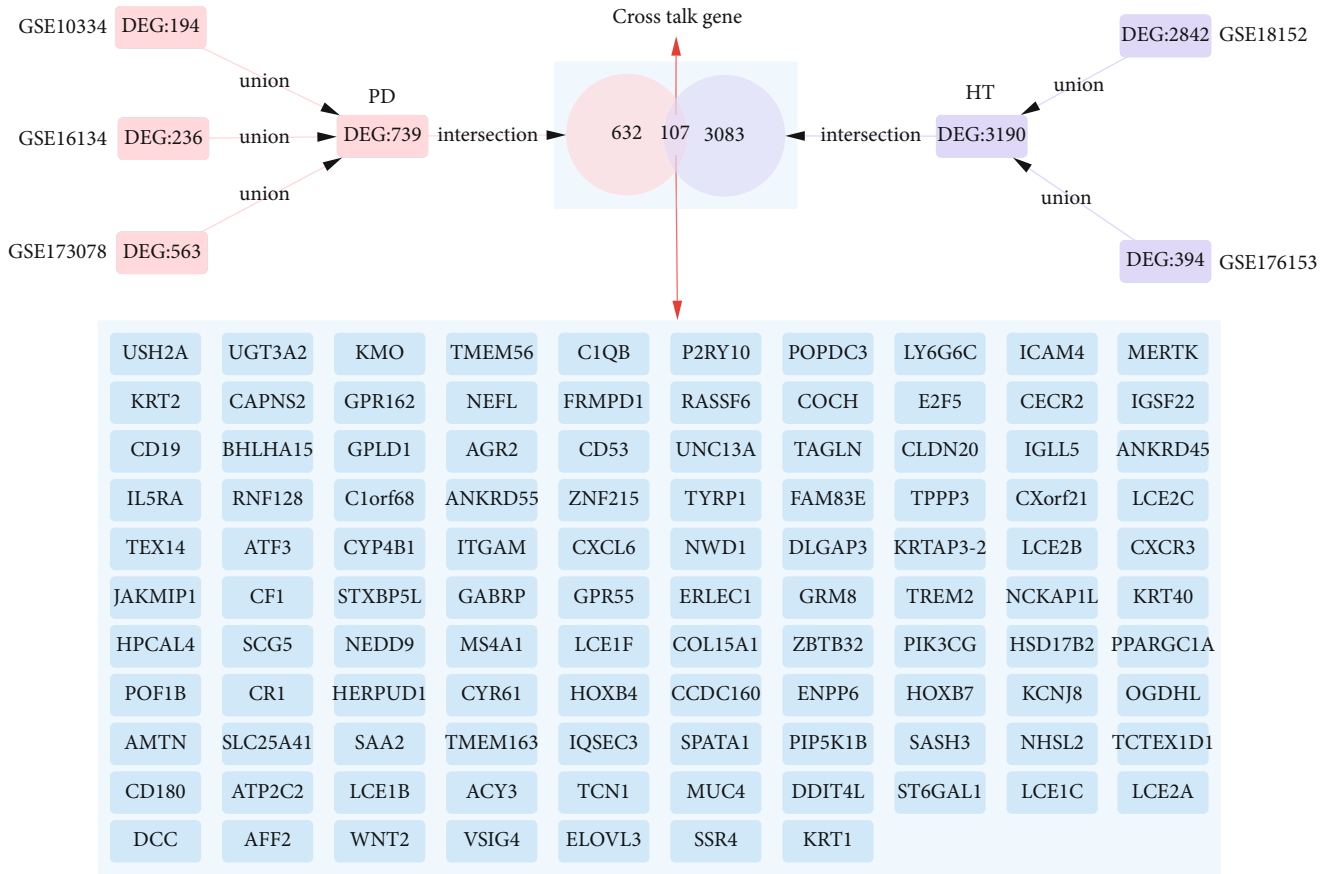 Cross talk gene
GSE10334 DEG:194
DEG:2842 GSE18152
union
union
PD
HT
GSE16134 DEG:236 union DEG:739 intersection 632 107 3083 intersection DEG:3190
union
union
GSE173078 DEG:563
DEG:394 GSE176153
USH2A UGT3A2 KMO TMEM56 C1QB P2RY10 POPDC3 LY6G6C ICAM4 MERTK
KRT2 CAPNS2 GPR162 NEFL FRMPD1 RASSF6 COCH E2F5 CECR2 IGSF22
CD19 BHLHA15 GPLD1 AGR2 CD53 UNC13A TAGLN CLDN20 IGLL5 ANKRD45
IL5RA RNF128 C1orf68 ANKRD55 ZNF215 TYRP1 FAM83E TPPP3 CXorf21 LCE2C
TEX14 ATF3 CYP4B1 ITGAM CXCL6 NWD1 DLGAP3 KRTAP3-2 LCE2B CXCR3
JAKMIP1 CF1 STXBP5L GABRP GPR55 ERLEC1 GRM8 TREM2 NCKAP1L KRT40
HPCAL4 SCG5 NEDD9 MS4A1 LCE1F COL15A1 ZBTB32 PIK3CG HSD17B2 PPARGC1A
POF1B CR1 HERPUD1 CYR61 HOXB4 CCDC160 ENPP6 HOXB7 KCNJ8 OGDHL
AMTN SLC25A41 SAA2 TMEM163 IQSEC3 SPATA1 PIP5K1B SASH3 NHSL2 TCTEX1D1
CD180 ATP2C2 LCE1B ACY3 TCN1 MUC4 DDIT4L ST6GAL1 LCE1C LCE2A
DCC AFF2 WNT2 VSIG4 ELOVL3 SSR4 KRT1